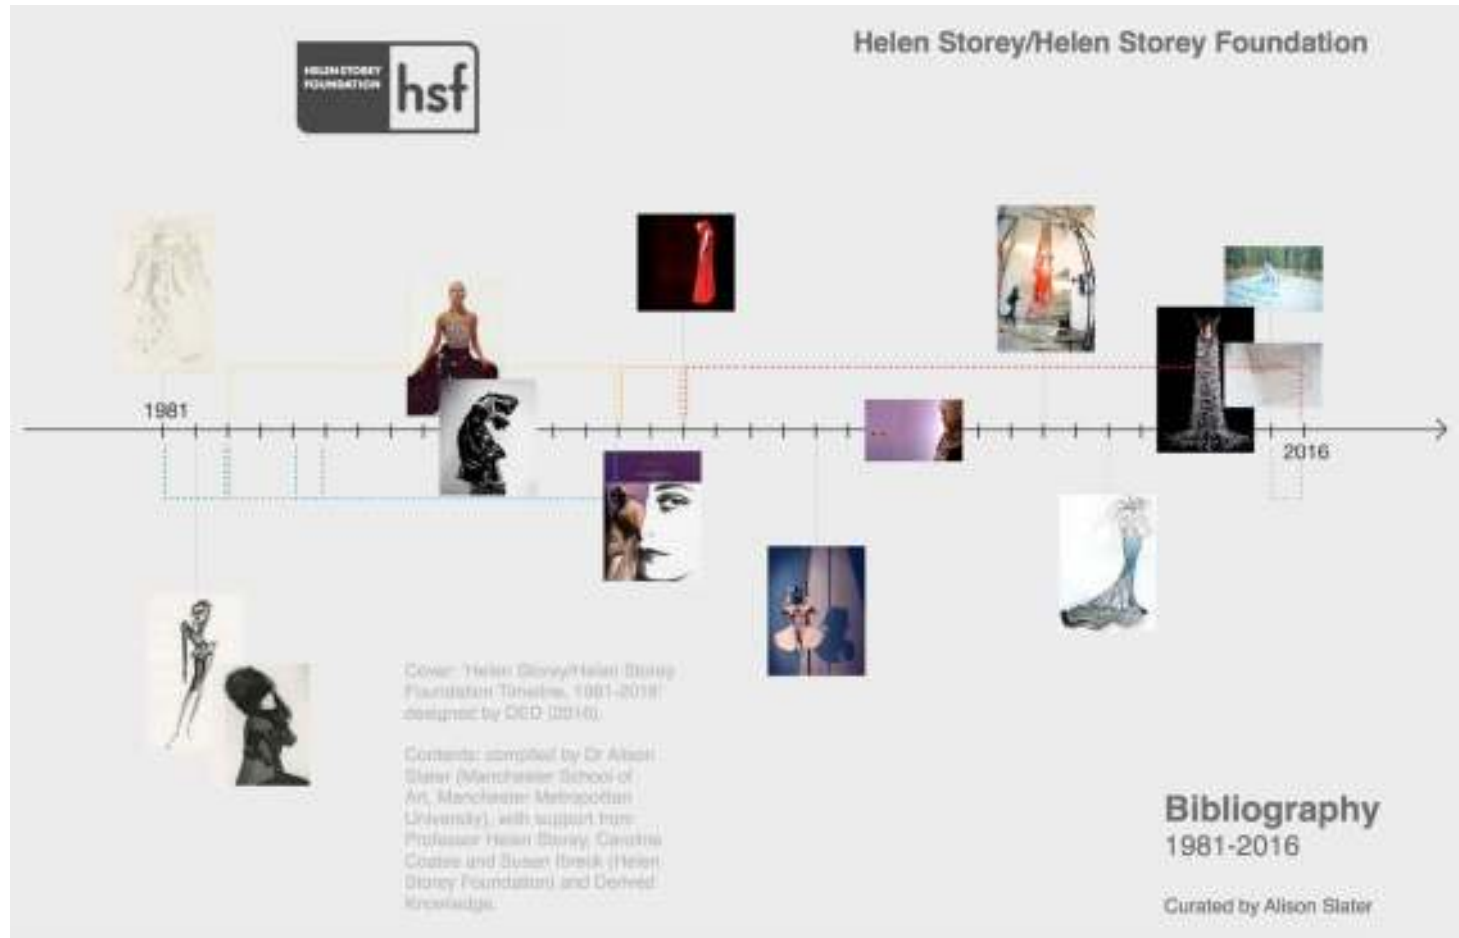 HELEN STOREY
FOUNDATION
hsf
Helen Storey/Helen Storey Foundation
1981
2016
Cover: 'Helen Storey/Helen Storey
Foundation Timeline, 1981-2016'
designed by DED (2016).
Contents: compiled by Dr Alison
Slater (Manchester School of
Art, Manchester Metropolitan
University), with support from
Professor Helen Storey, Caroline
Coates and Susan (Helen
Storey Foundation) and Derived
Knowledge.
Bibliography
1981-2016
Curated by Alison Slater